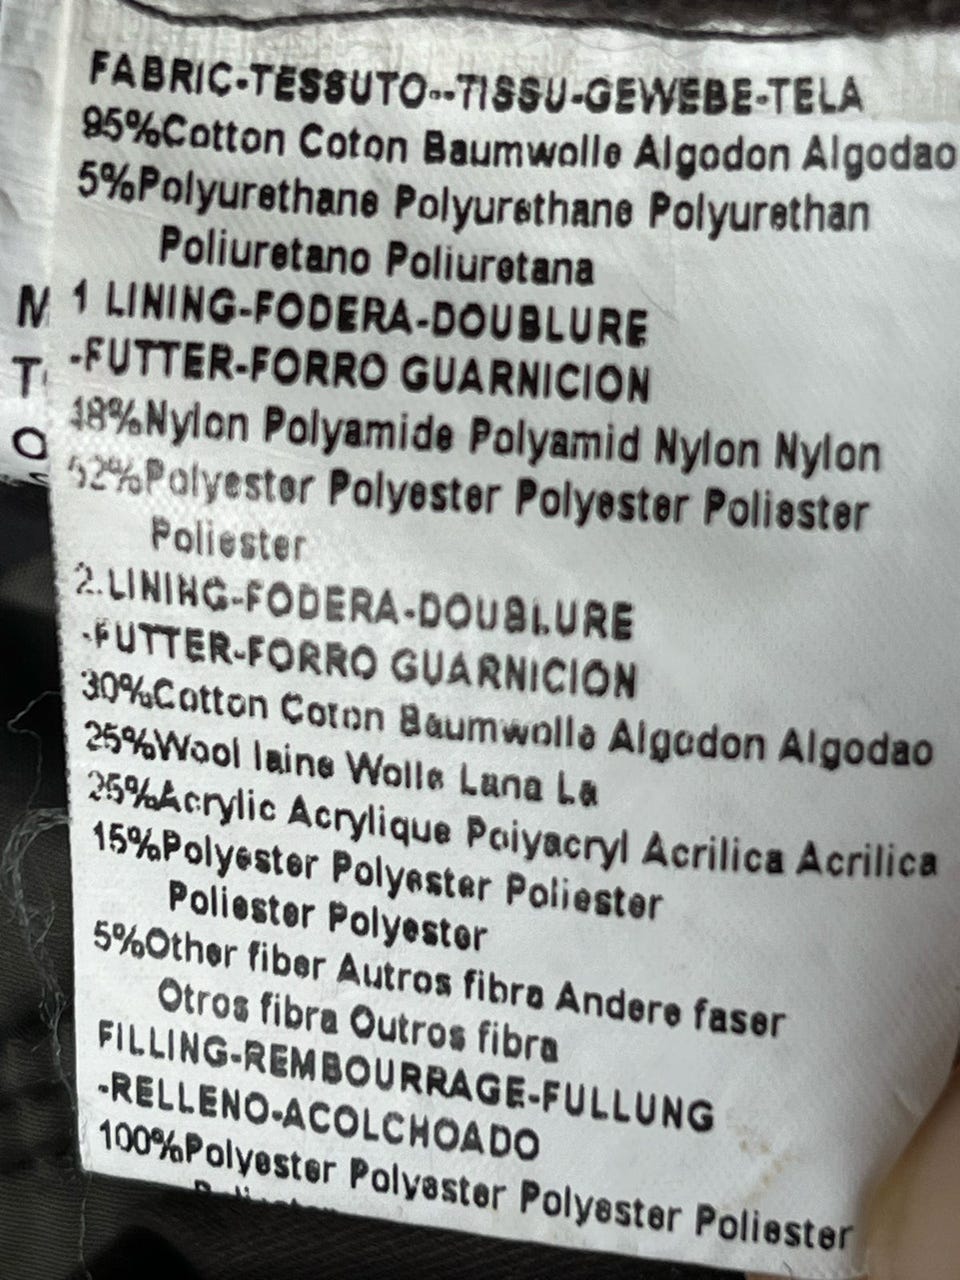 FABRIC-TESSUTO--TISSU-GEWEBE-TELA
95%Cotton Coton Baumwolle Algodon Algodao
5%Polyurethane Polyurethane Polyurethan
Poliuretano Poliuretana
1 LINING-FODERA-DOUBLURE
-FUTTER-FORRO GUARNICION
48%Nylon Polyamide Polyamid Nylon Nylon
52%Polyester Polyester Polyester Poliester
Poliester
2.LINING-FODERA-DOUBLURE
-FUTTER-FORRO GUARNICION
30%Cotton Coton Baumwolle Algodon Algodao
25%Wool laine Wolle Lana La
25%Acrylic Acrylique Polyacryl Acrilica Acrilica
15%Polyester Polyester Poliester
Poliester Polyester
5%Other fiber Autros fibra Andere faser
Otros fibra Outros fibra
FILLING-REMBOURRAGE-FULLUNG
-RELLENO-ACOLCHOADO
100%Polyester Polyester Polyester Poliester